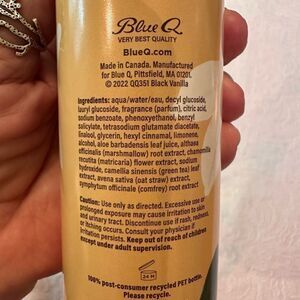 Blue Q.
VERY BEST QUALITY
BlueQ.com
Made in Canada. Manufactured
for Blue Q, Pittsfield, MA 01201.
© 2022 QQ351 Black Vanilla
Ingredients: aqua/water/eau, decyl glucoside,
lauryl glucoside, fragrance (parfum), citric acid,
sodium benzoate, phenoxyethanol, benzyl
salicylate, tetrasodium glutamate diacetate,
linalool, glycerin, hexyl cinnamal, limonene,
alcohol, aloe barbadensis leaf juice, althaea
officinalis (marshmallow) root extract, chamomilla
recutita (matricaria) flower extract, sodium
hydroxide, camellia sinensis (green tea) leaf
extract, avena sativa (oat straw) extract,
symphytum officinale (comfrey) root extract
Caution: Use only as directed. Excessive use or
prolonged exposure may cause irritation to skin
and urinary tract. Discontinue use if rash, redness,
or itching occurs. Consult your physician if
irritation persists. Keep out of reach of children
except under adult supervision.
24 M
100% post-consumer recycled PET bottle.
Please recycle.